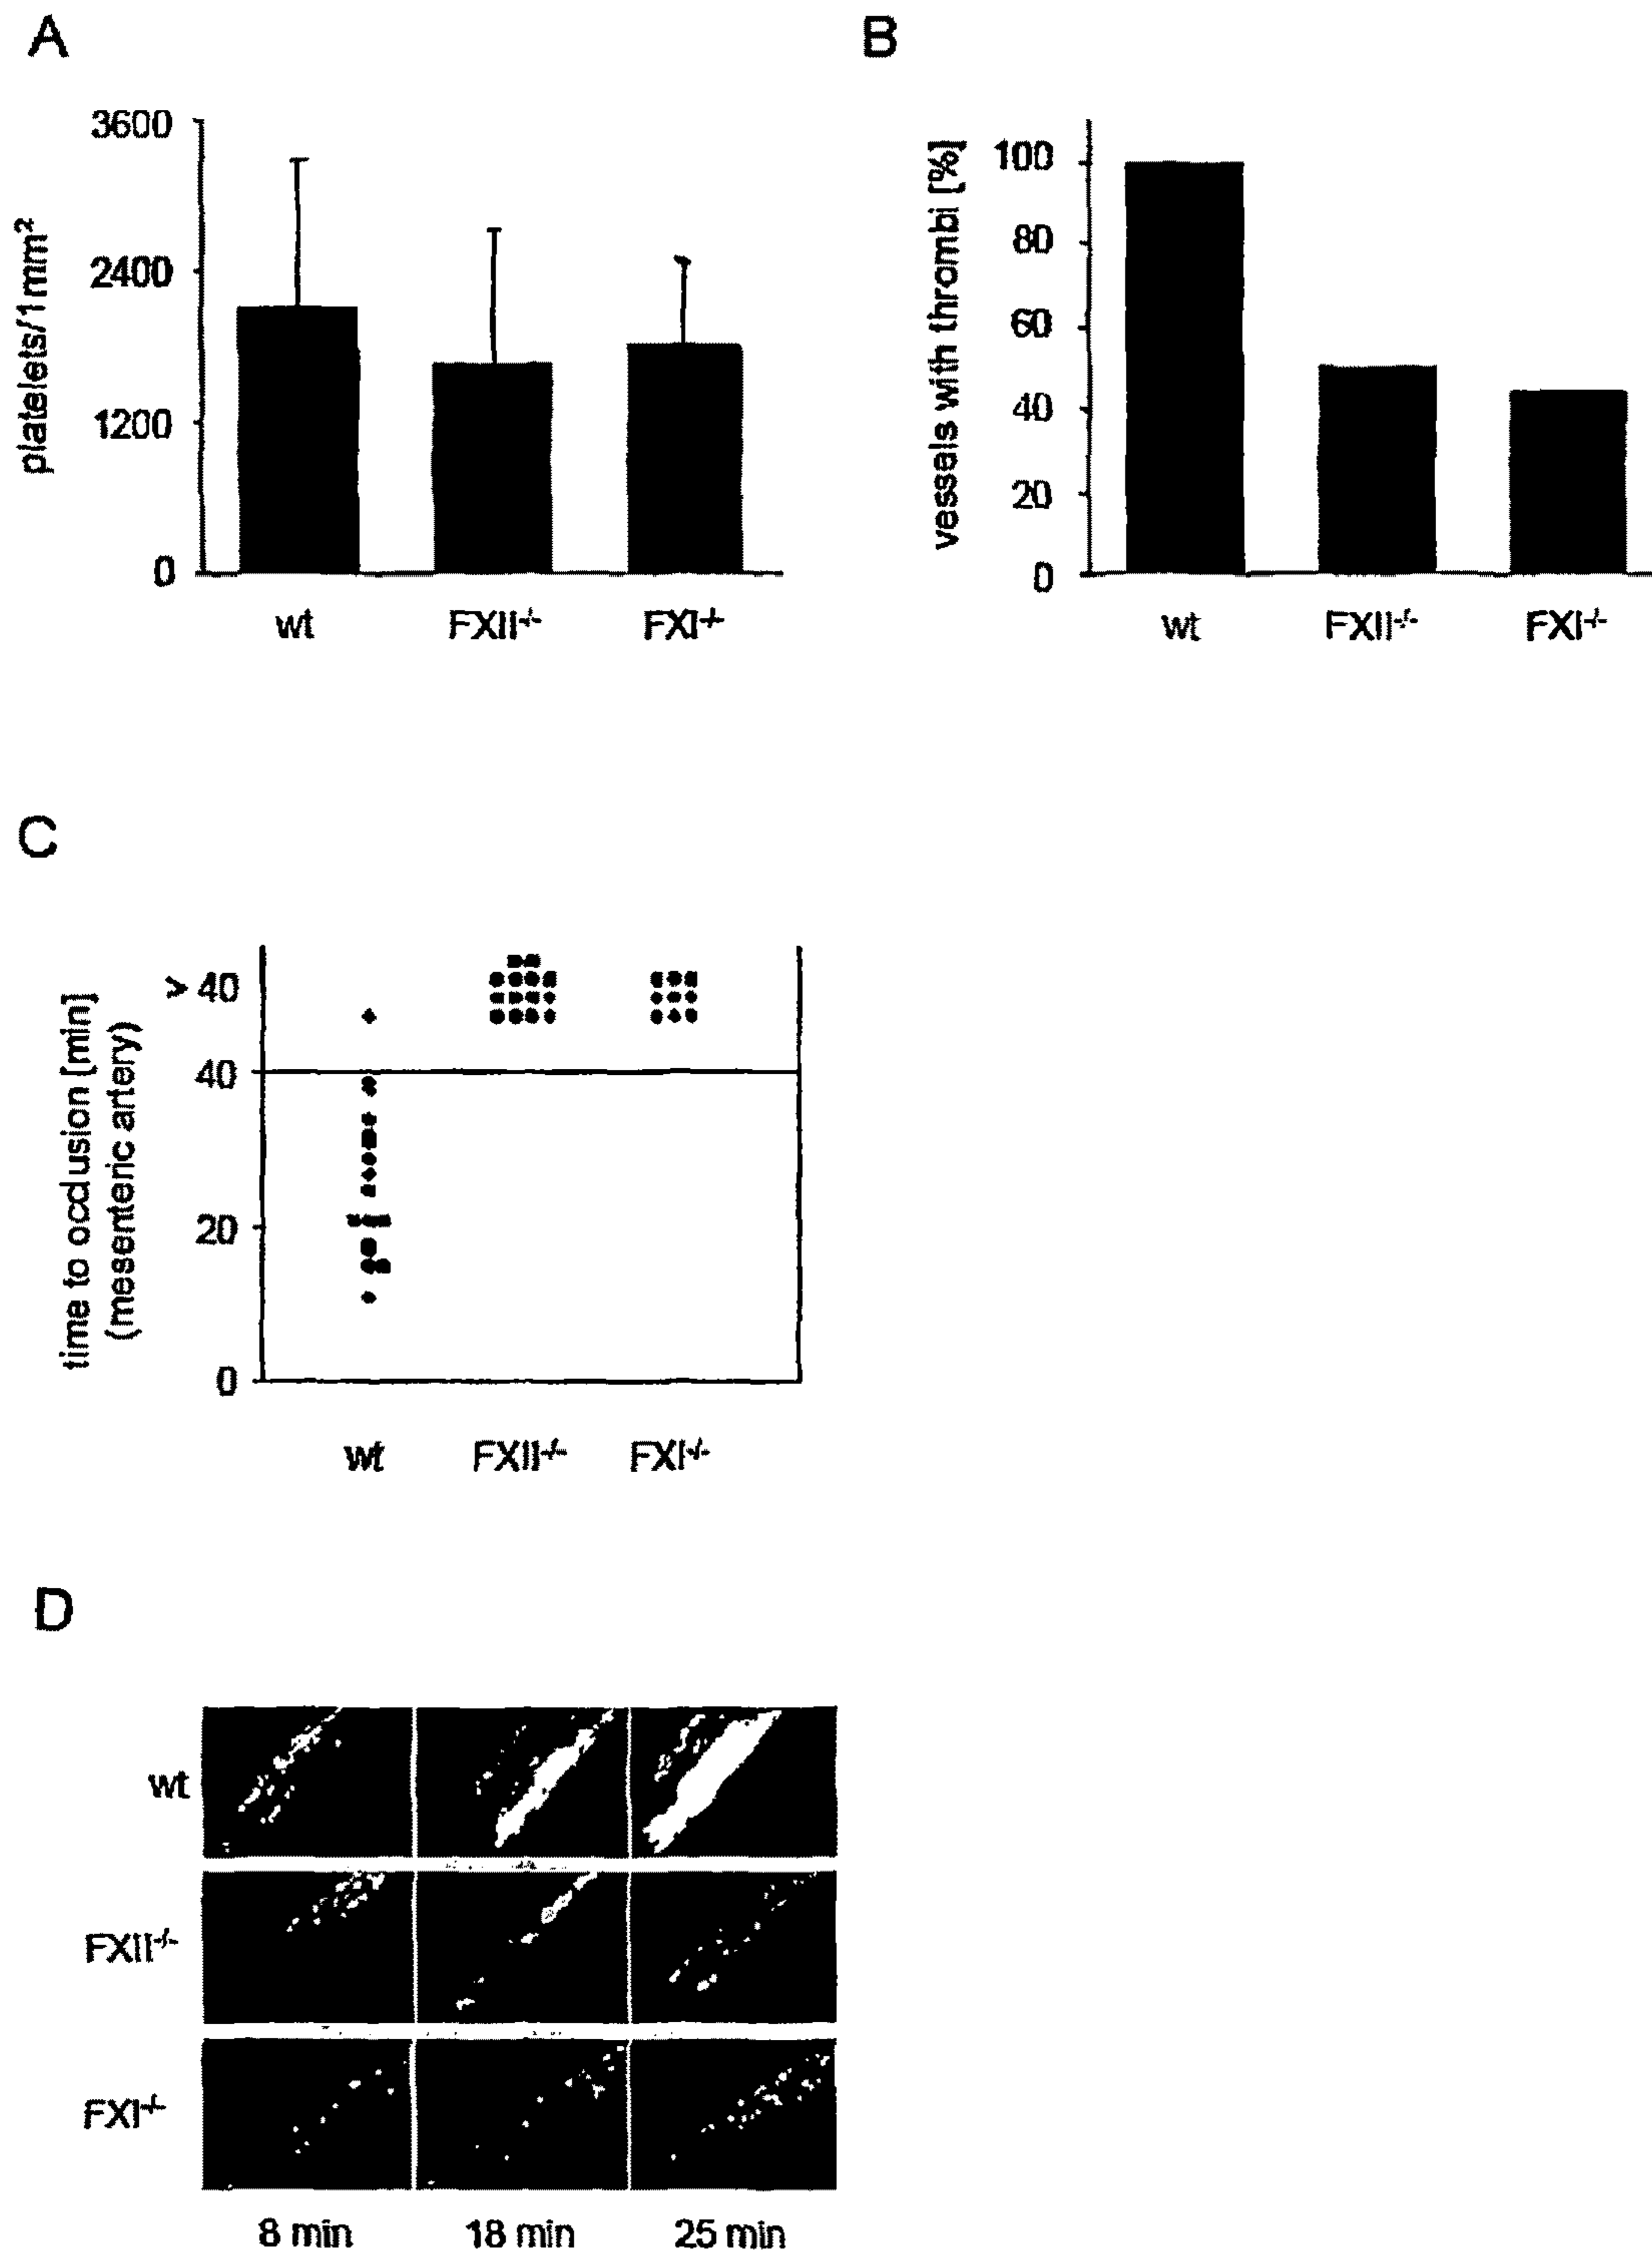 A
platelets/1mm²
3600
2400
1200
0
wt FXII-/- FXI-/-
B
vessels with thrombi [%]
100
80
60
40
20
0
wt FXII-/- FXI-/-
C
time to occlusion [min]
(mesenteric artery)
> 40
40
20
0
wt FXII-/- FXI-/-
D
wt
FXII-/-
FXI-/-
8 min 18 min 25 min